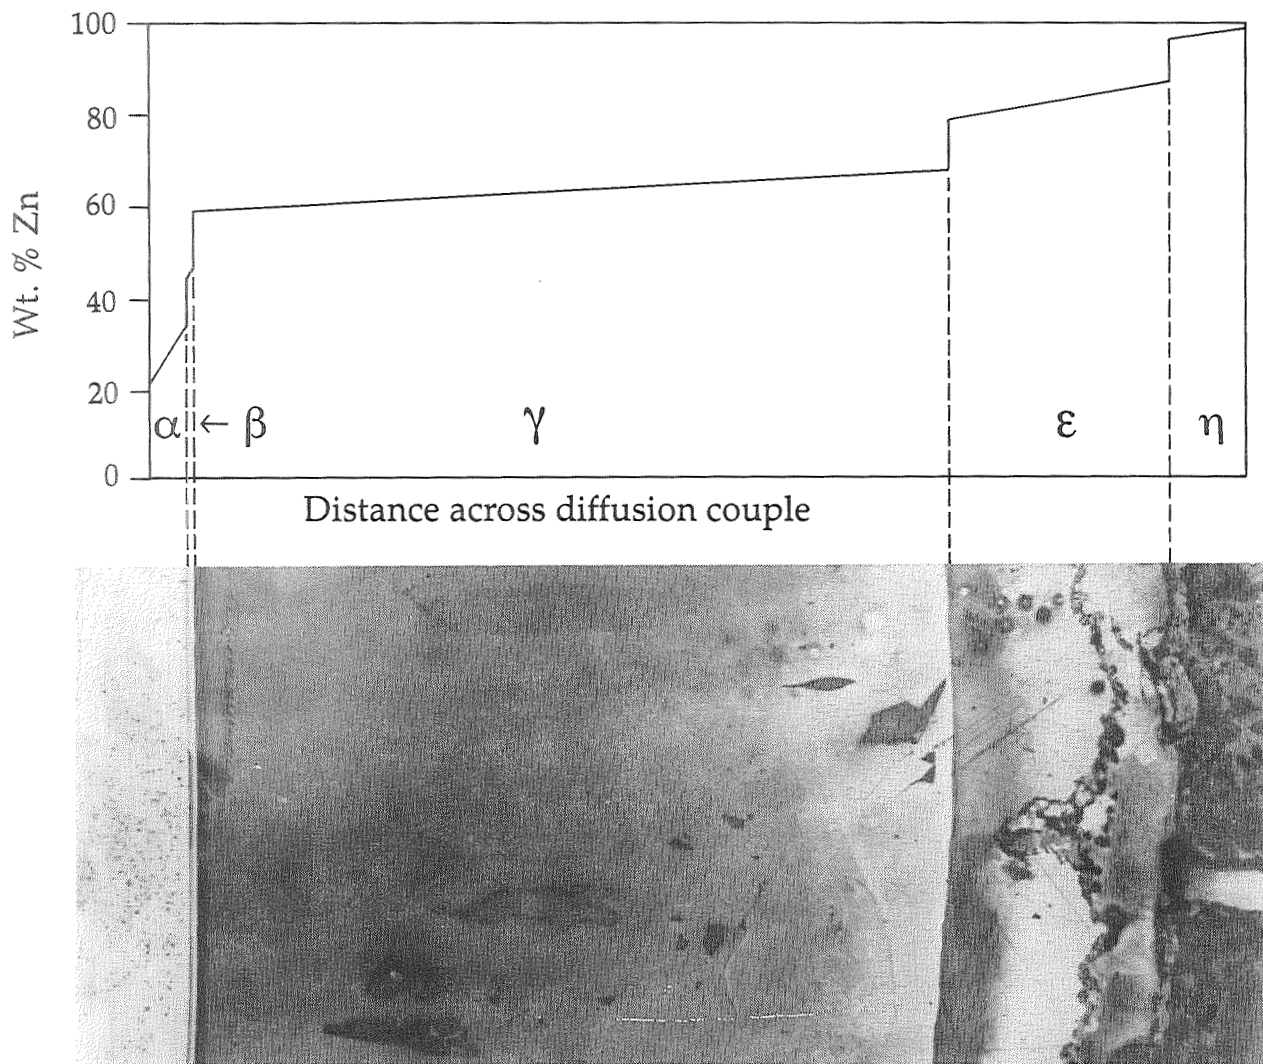 Wt. % Zn
100
80
60
40
20
0
α ← β γ ε η
Distance across diffusion couple